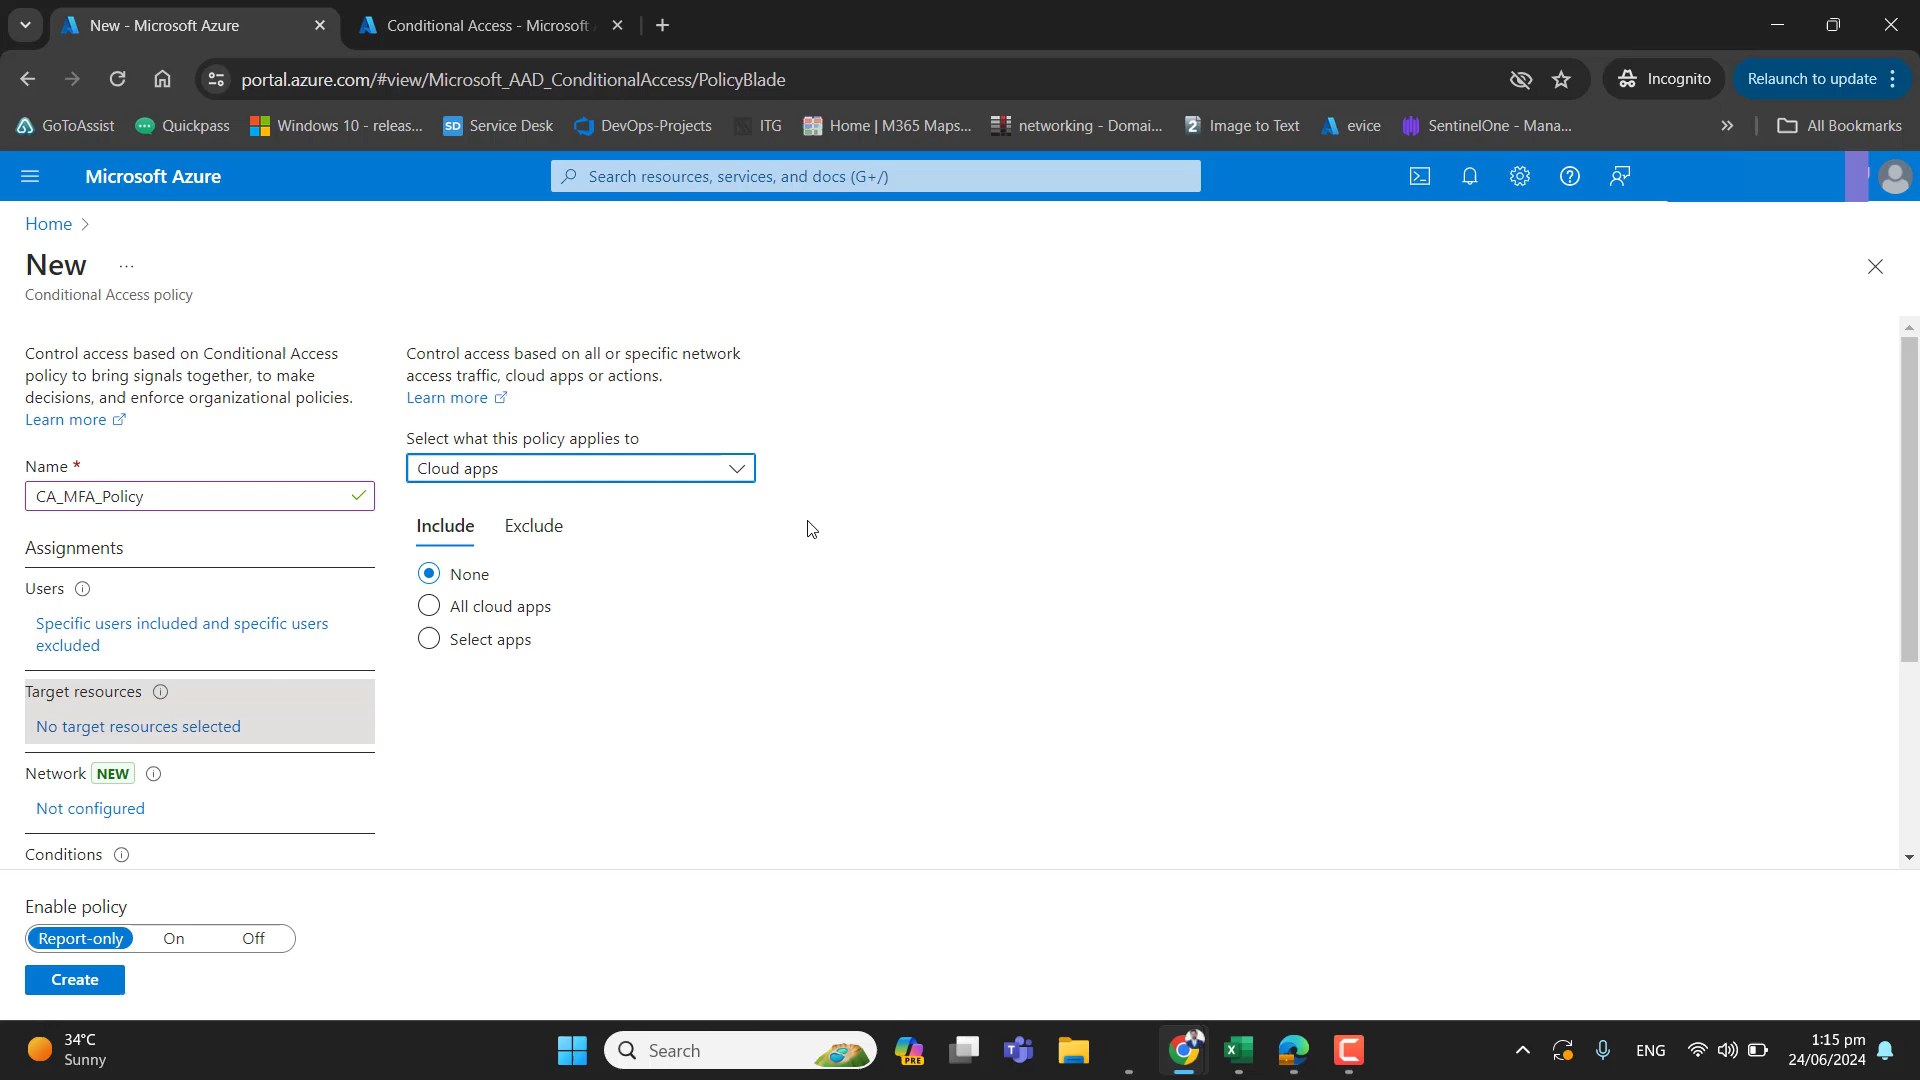 New - Microsoft Azure
Conditional Access - Microsoft
portal.azure.com/#view/Microsoft_AAD_ConditionalAccess/PolicyBlade
Incognito
Relaunch to update
GoToAssist
Quickpass
Windows 10 - releas...
SD Service Desk
DevOps-Projects
ITG
Home | M365 Maps...
networking - Domai...
Image to Text
evice
SentinelOne - Mana...
All Bookmarks
Microsoft Azure
Search resources, services, and docs (G+/)
Home
New
...
Conditional Access policy
Control access based on Conditional Access
policy to bring signals together, to make
decisions, and enforce organizational policies.
Learn more
Name *
CA_MFA_Policy
Assignments
Users
Specific users included and specific users
excluded
Target resources
No target resources selected
Network NEW
Not configured
Conditions
Control access based on all or specific network
access traffic, cloud apps or actions.
Learn more
Select what this policy applies to
Cloud apps
Include
Exclude
None
All cloud apps
Select apps
Enable policy
Report-only
On
Off
Create
34°C
Sunny
Search
PRE
ENG
1:15 pm
24/06/2024